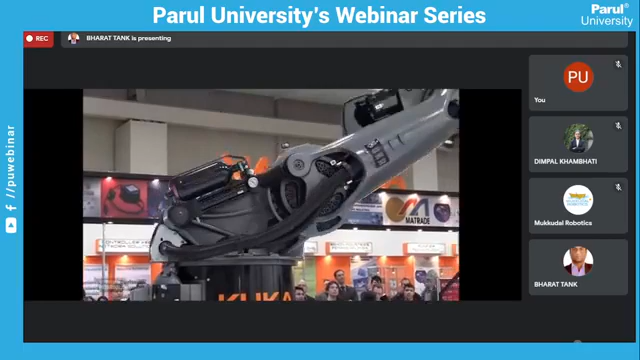 Parul University's Webinar Series
Parul®
University
REC
BHARAT TANK is presenting
PU
You
DIMPAL KHAMBHATI
Mukkudal Robotics
BHARAT TANK
//puwebinar
MATRADE
KUKA